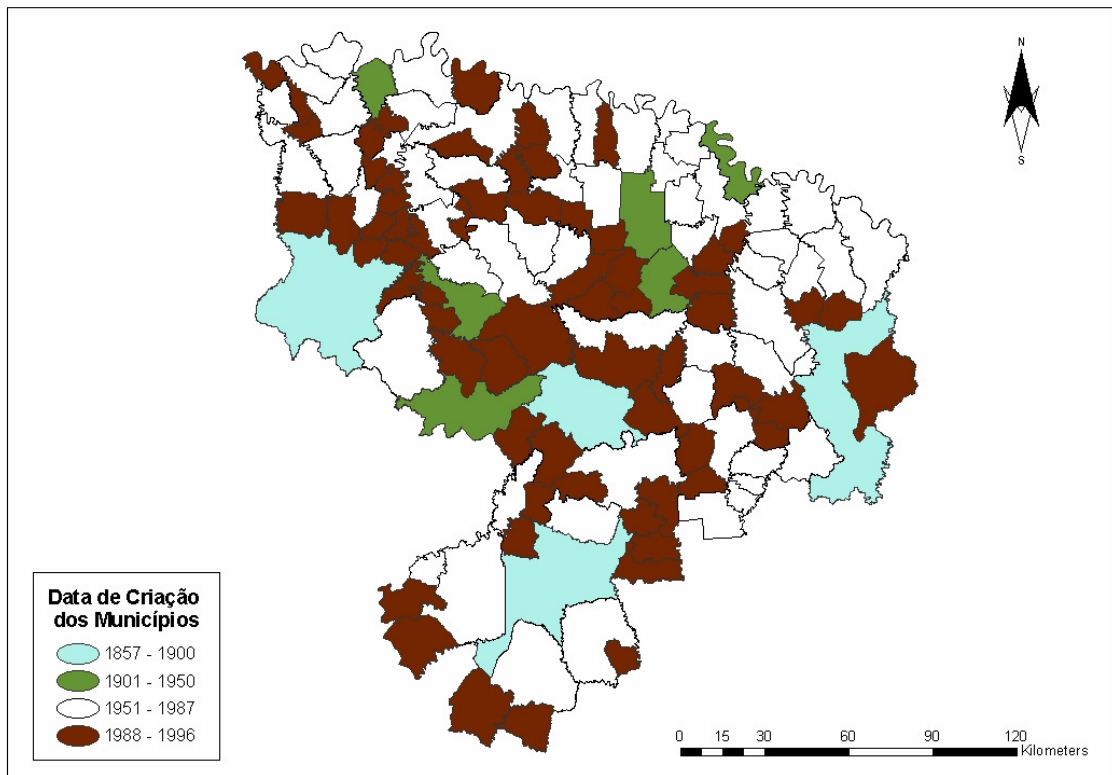 N
S
Data de Criação
dos Municípios
1857 - 1900
1901 - 1950
1951 - 1987
1988 - 1996
0 15 30 60 90 120
Kilometers